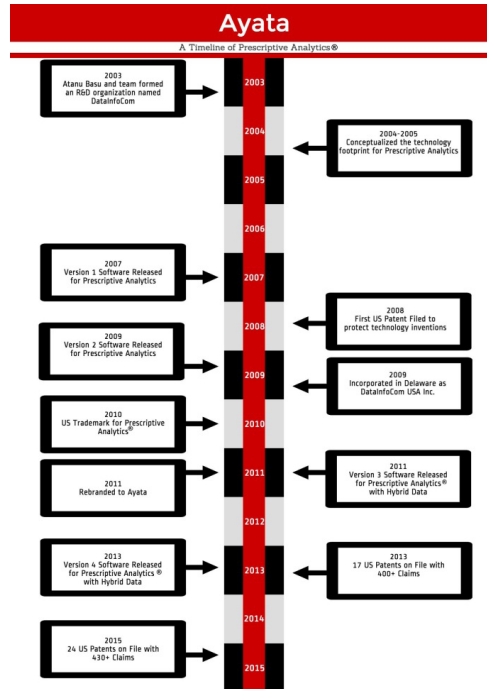 Ayata
A Timeline of Prescriptive Analytics®
2003
Atanu Basu and team formed
an R&D organization named
DataInfoCom
2003
2004
2004-2005
Conceptualized the technology
footprint for Prescriptive Analytics
2005
2006
2007
Version 1 Software Released
for Prescriptive Analytics
2007
2008
First US Patent Filed to
protect technology inventions
2008
2009
Version 2 Software Released
for Prescriptive Analytics
2009
2009
Incorporated in Delaware as
DataInfoCom USA Inc.
2010
US Trademark for Prescriptive
Analytics®
2010
2011
Rebranded to Ayata
2011
2011
Version 3 Software Released
for Prescriptive Analytics®
with Hybrid Data
2012
2013
Version 4 Software Released
for Prescriptive Analytics ®
with Hybrid Data
2013
2013
17 US Patents on File with
400+ Claims
2014
2015
24 US Patents on File with
430+ Claims
2015